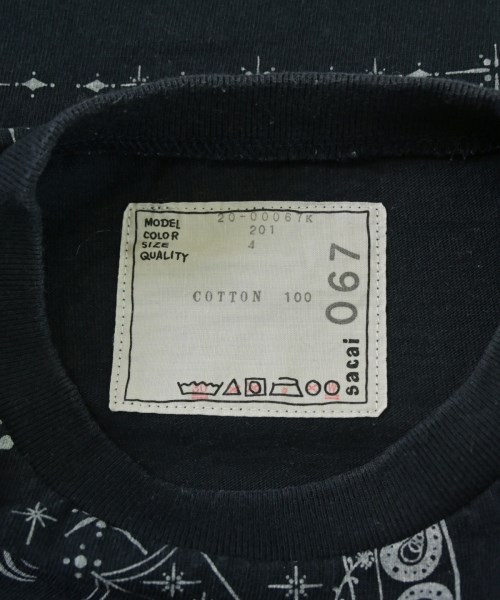 MODEL 20-00067K
COLOR 201
SIZE 4
QUALITY
COTTON 100
sacai 067